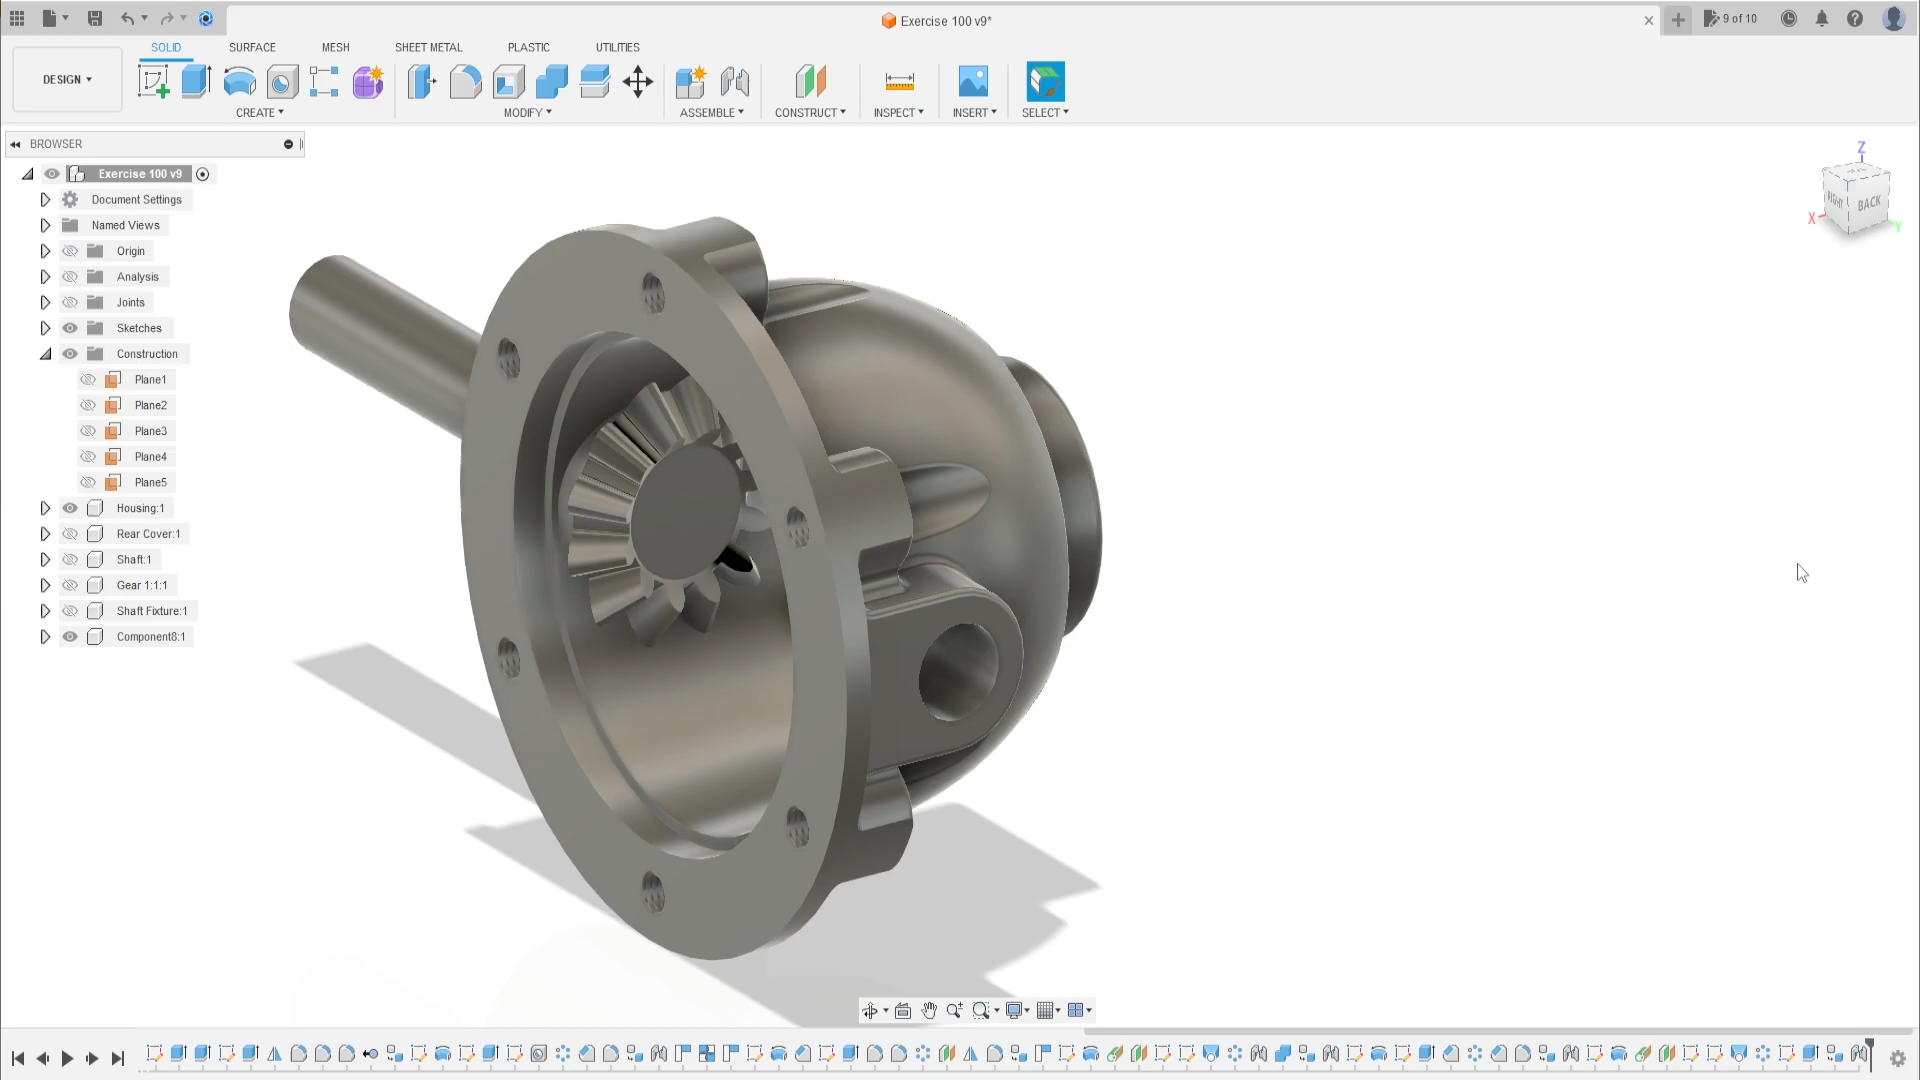 Exercise 100 v9*
9 of 10
SOLID
SURFACE
MESH
SHEET METAL
PLASTIC
UTILITIES
DESIGN
CREATE
MODIFY
ASSEMBLE
CONSTRUCT
INSPECT
INSERT
SELECT
BROWSER
Exercise 100 v9
Document Settings
Named Views
Origin
Analysis
Joints
Sketches
Construction
Plane1
Plane2
Plane3
Plane4
Plane5
Housing:1
Rear Cover:1
Shaft:1
Gear 1:1:1
Shaft Fixture:1
Component8:1
Z
RIGHT
BACK
X
Y